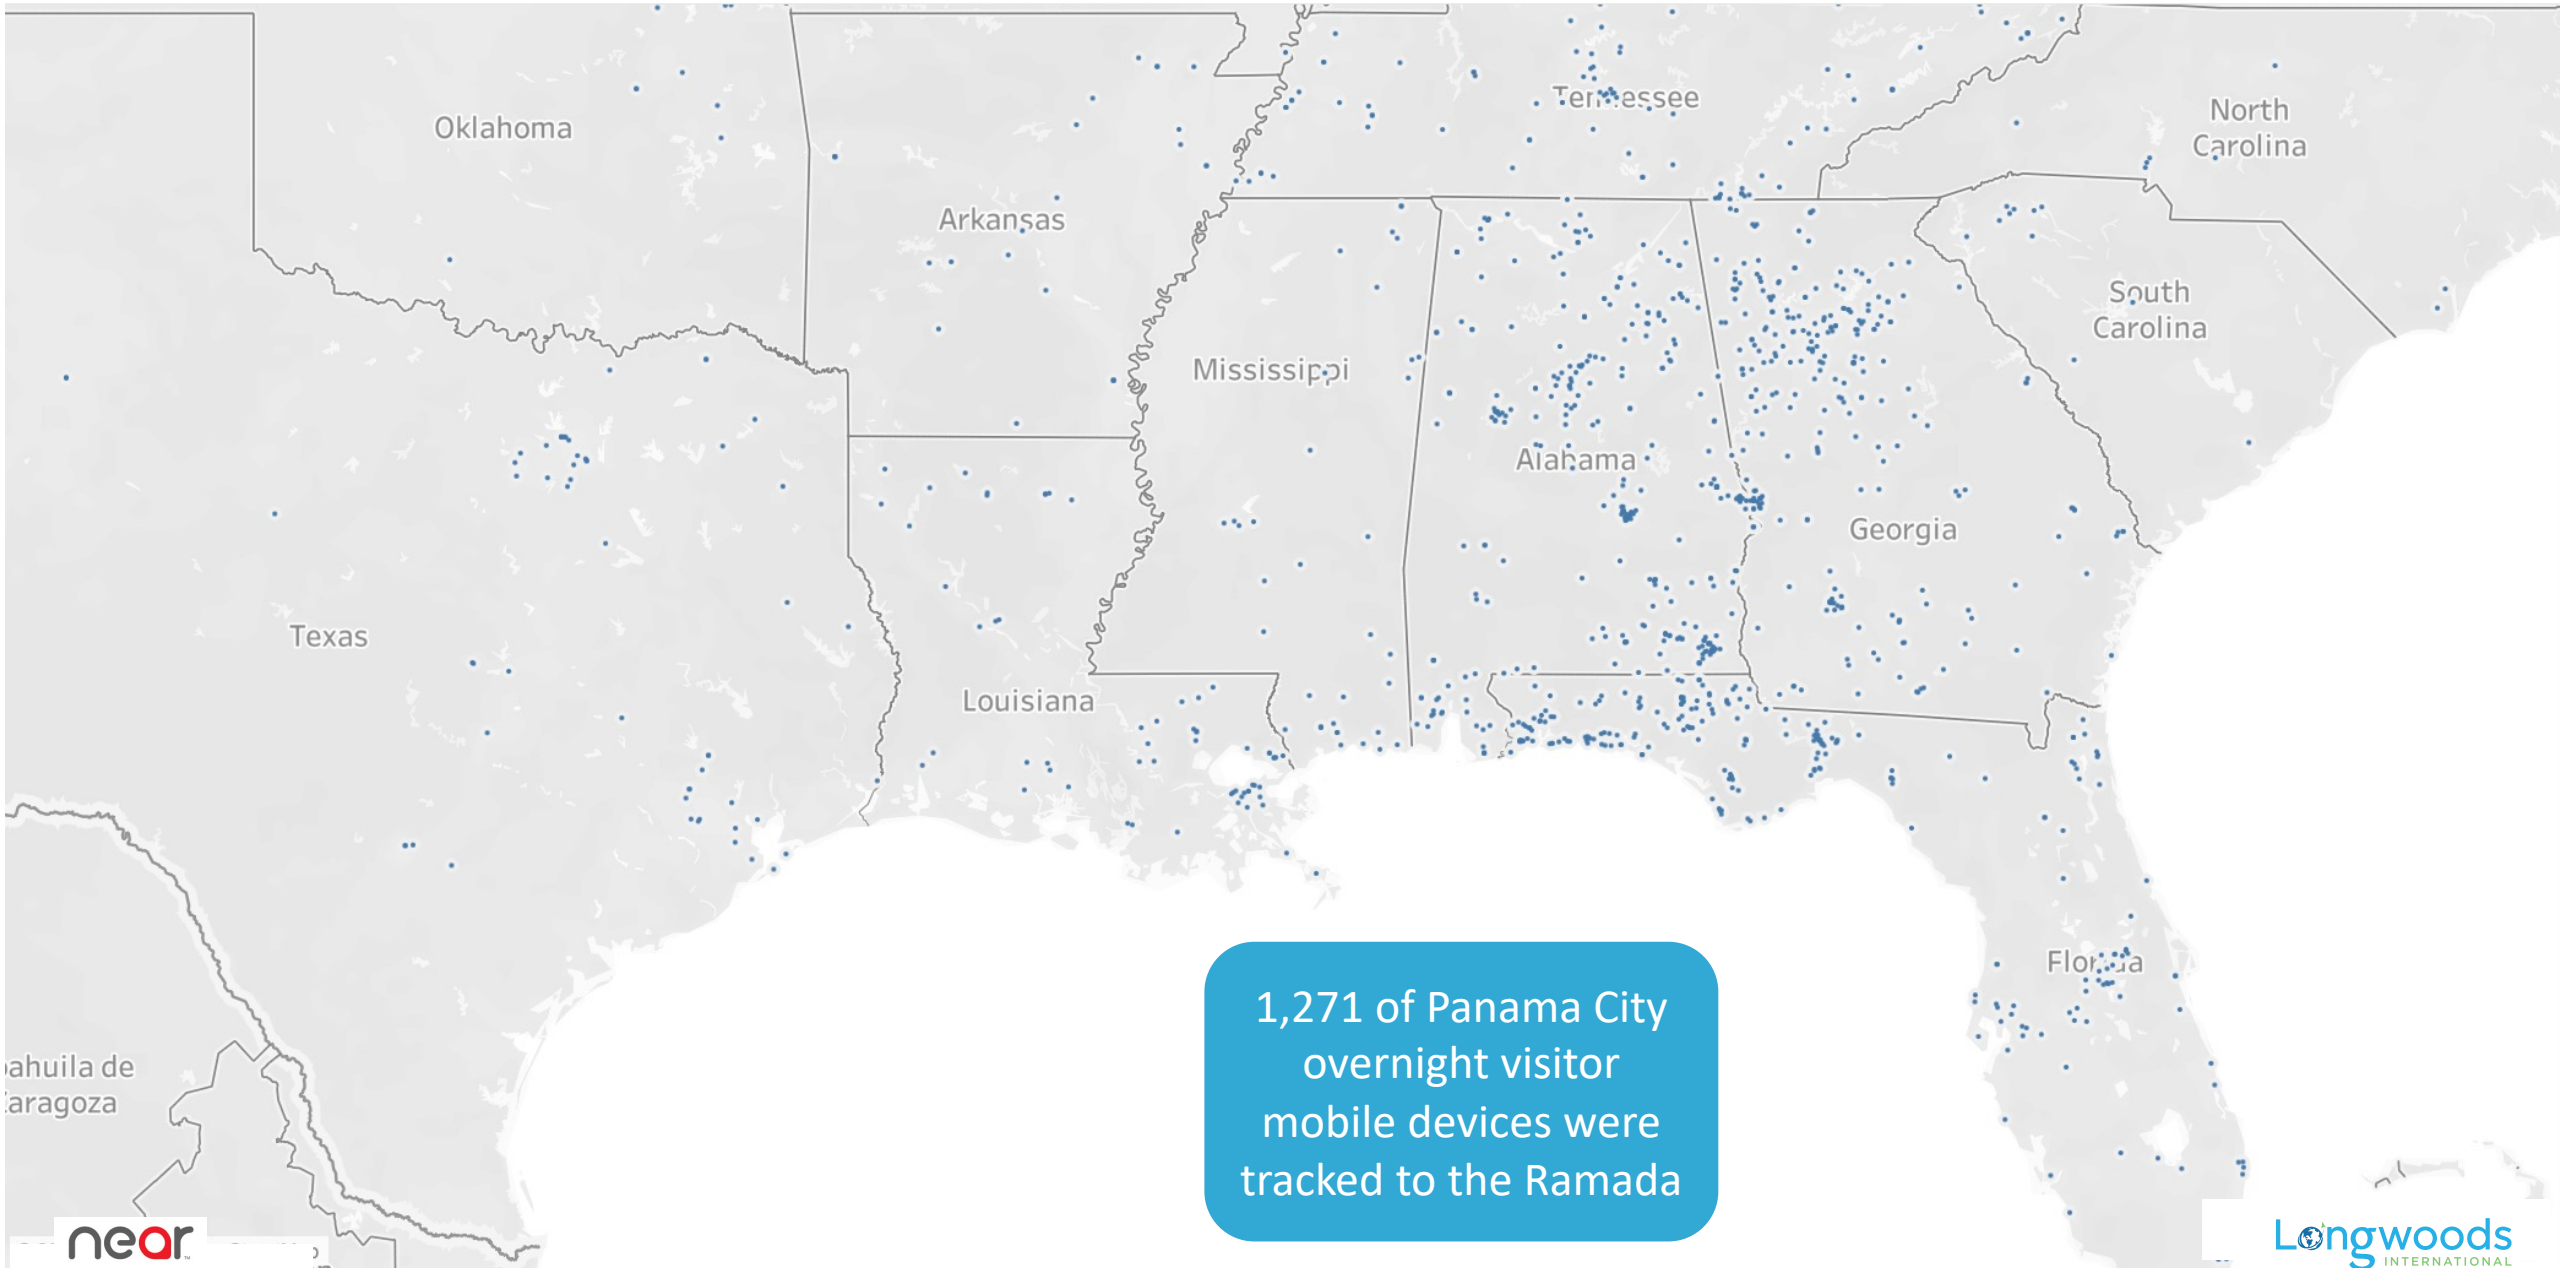 Tennessee
North
Carolina
Oklahoma
Arkansas
South
Carolina
Mississippi
Alabama
Georgia
Texas
Louisiana
Florida
1,271 of Panama City
overnight visitor
mobile devices were
tracked to the Ramada
ahuila de
aragoza
near
Longwoods
INTERNATIONAL